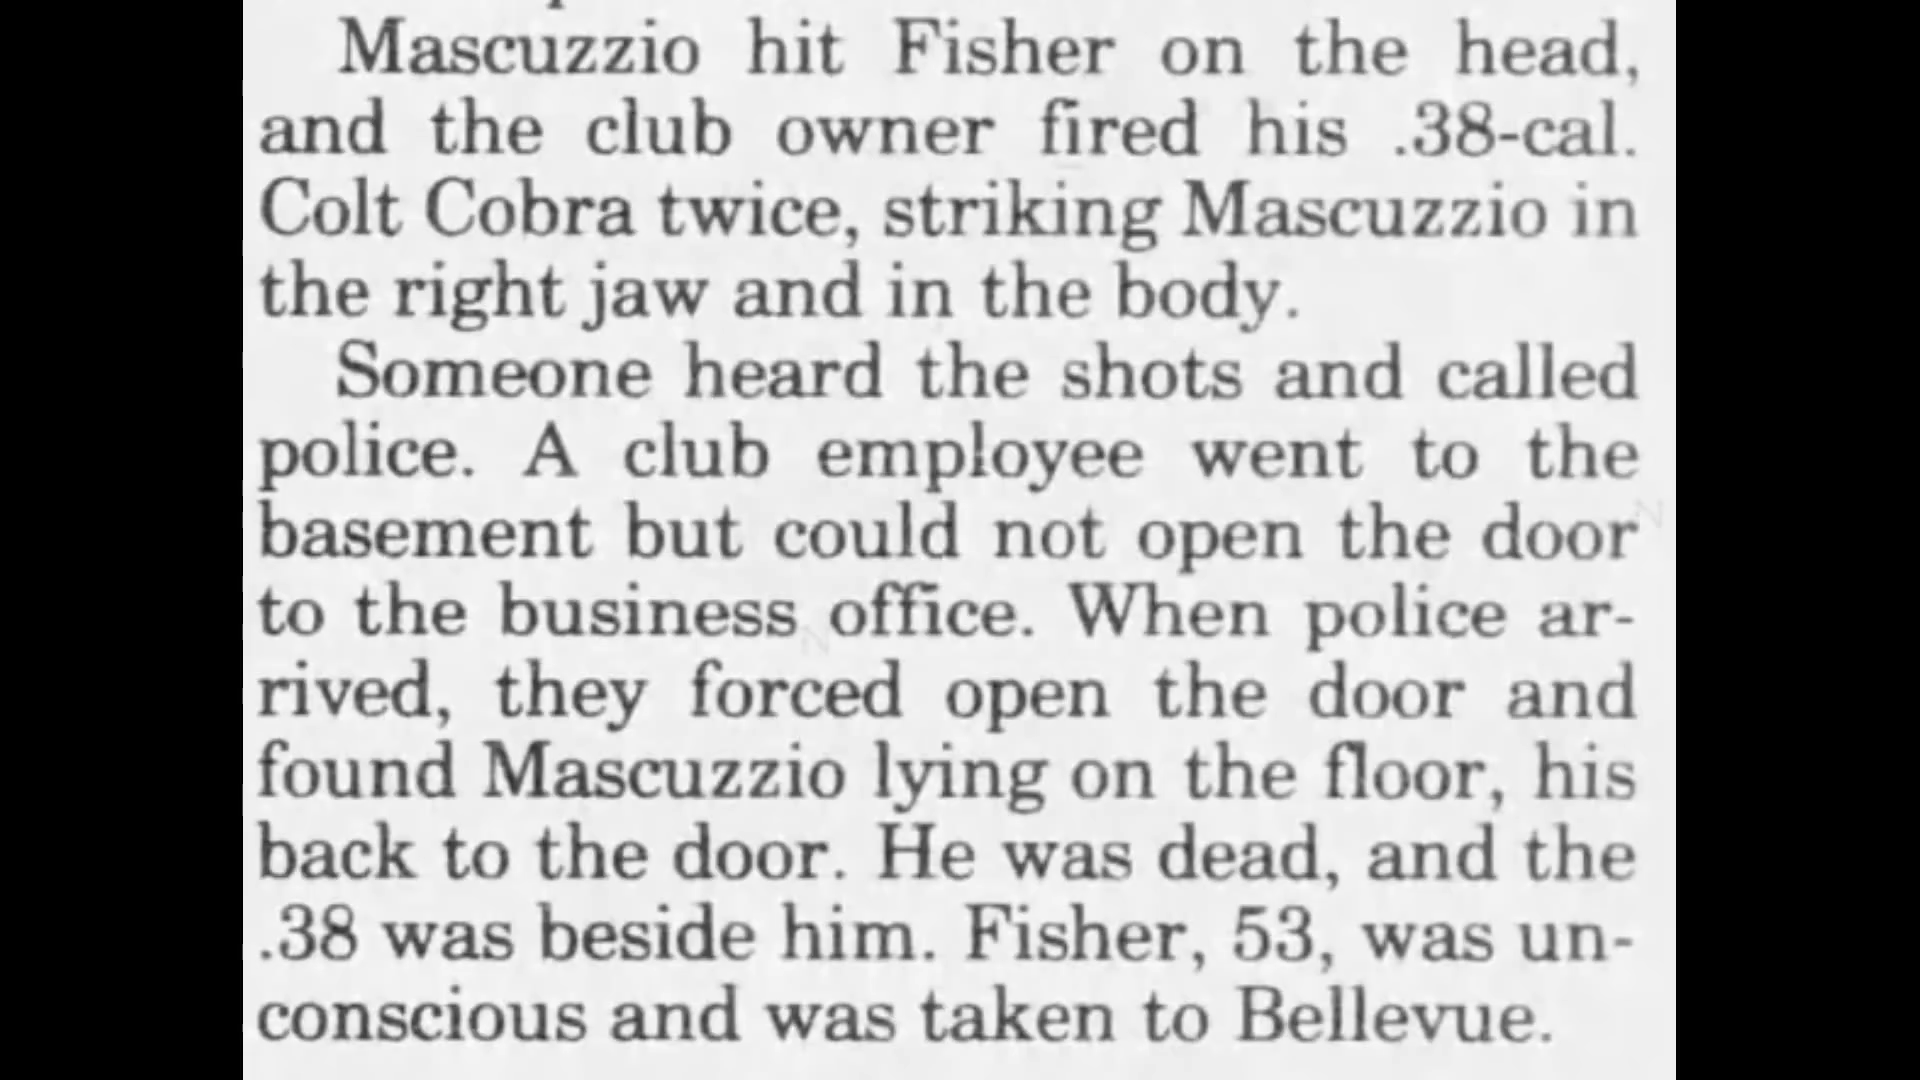 Mascuzzio hit Fisher on the head,
and the club owner fired his .38-cal.
Colt Cobra twice, striking Mascuzzio in
the right jaw and in the body.
Someone heard the shots and called
police. A club employee went to the
basement but could not open the door
to the business office. When police ar-
rived, they forced open the door and
found Mascuzzio lying on the floor, his
back to the door. He was dead, and the
.38 was beside him. Fisher, 53, was un-
conscious and was taken to Bellevue.